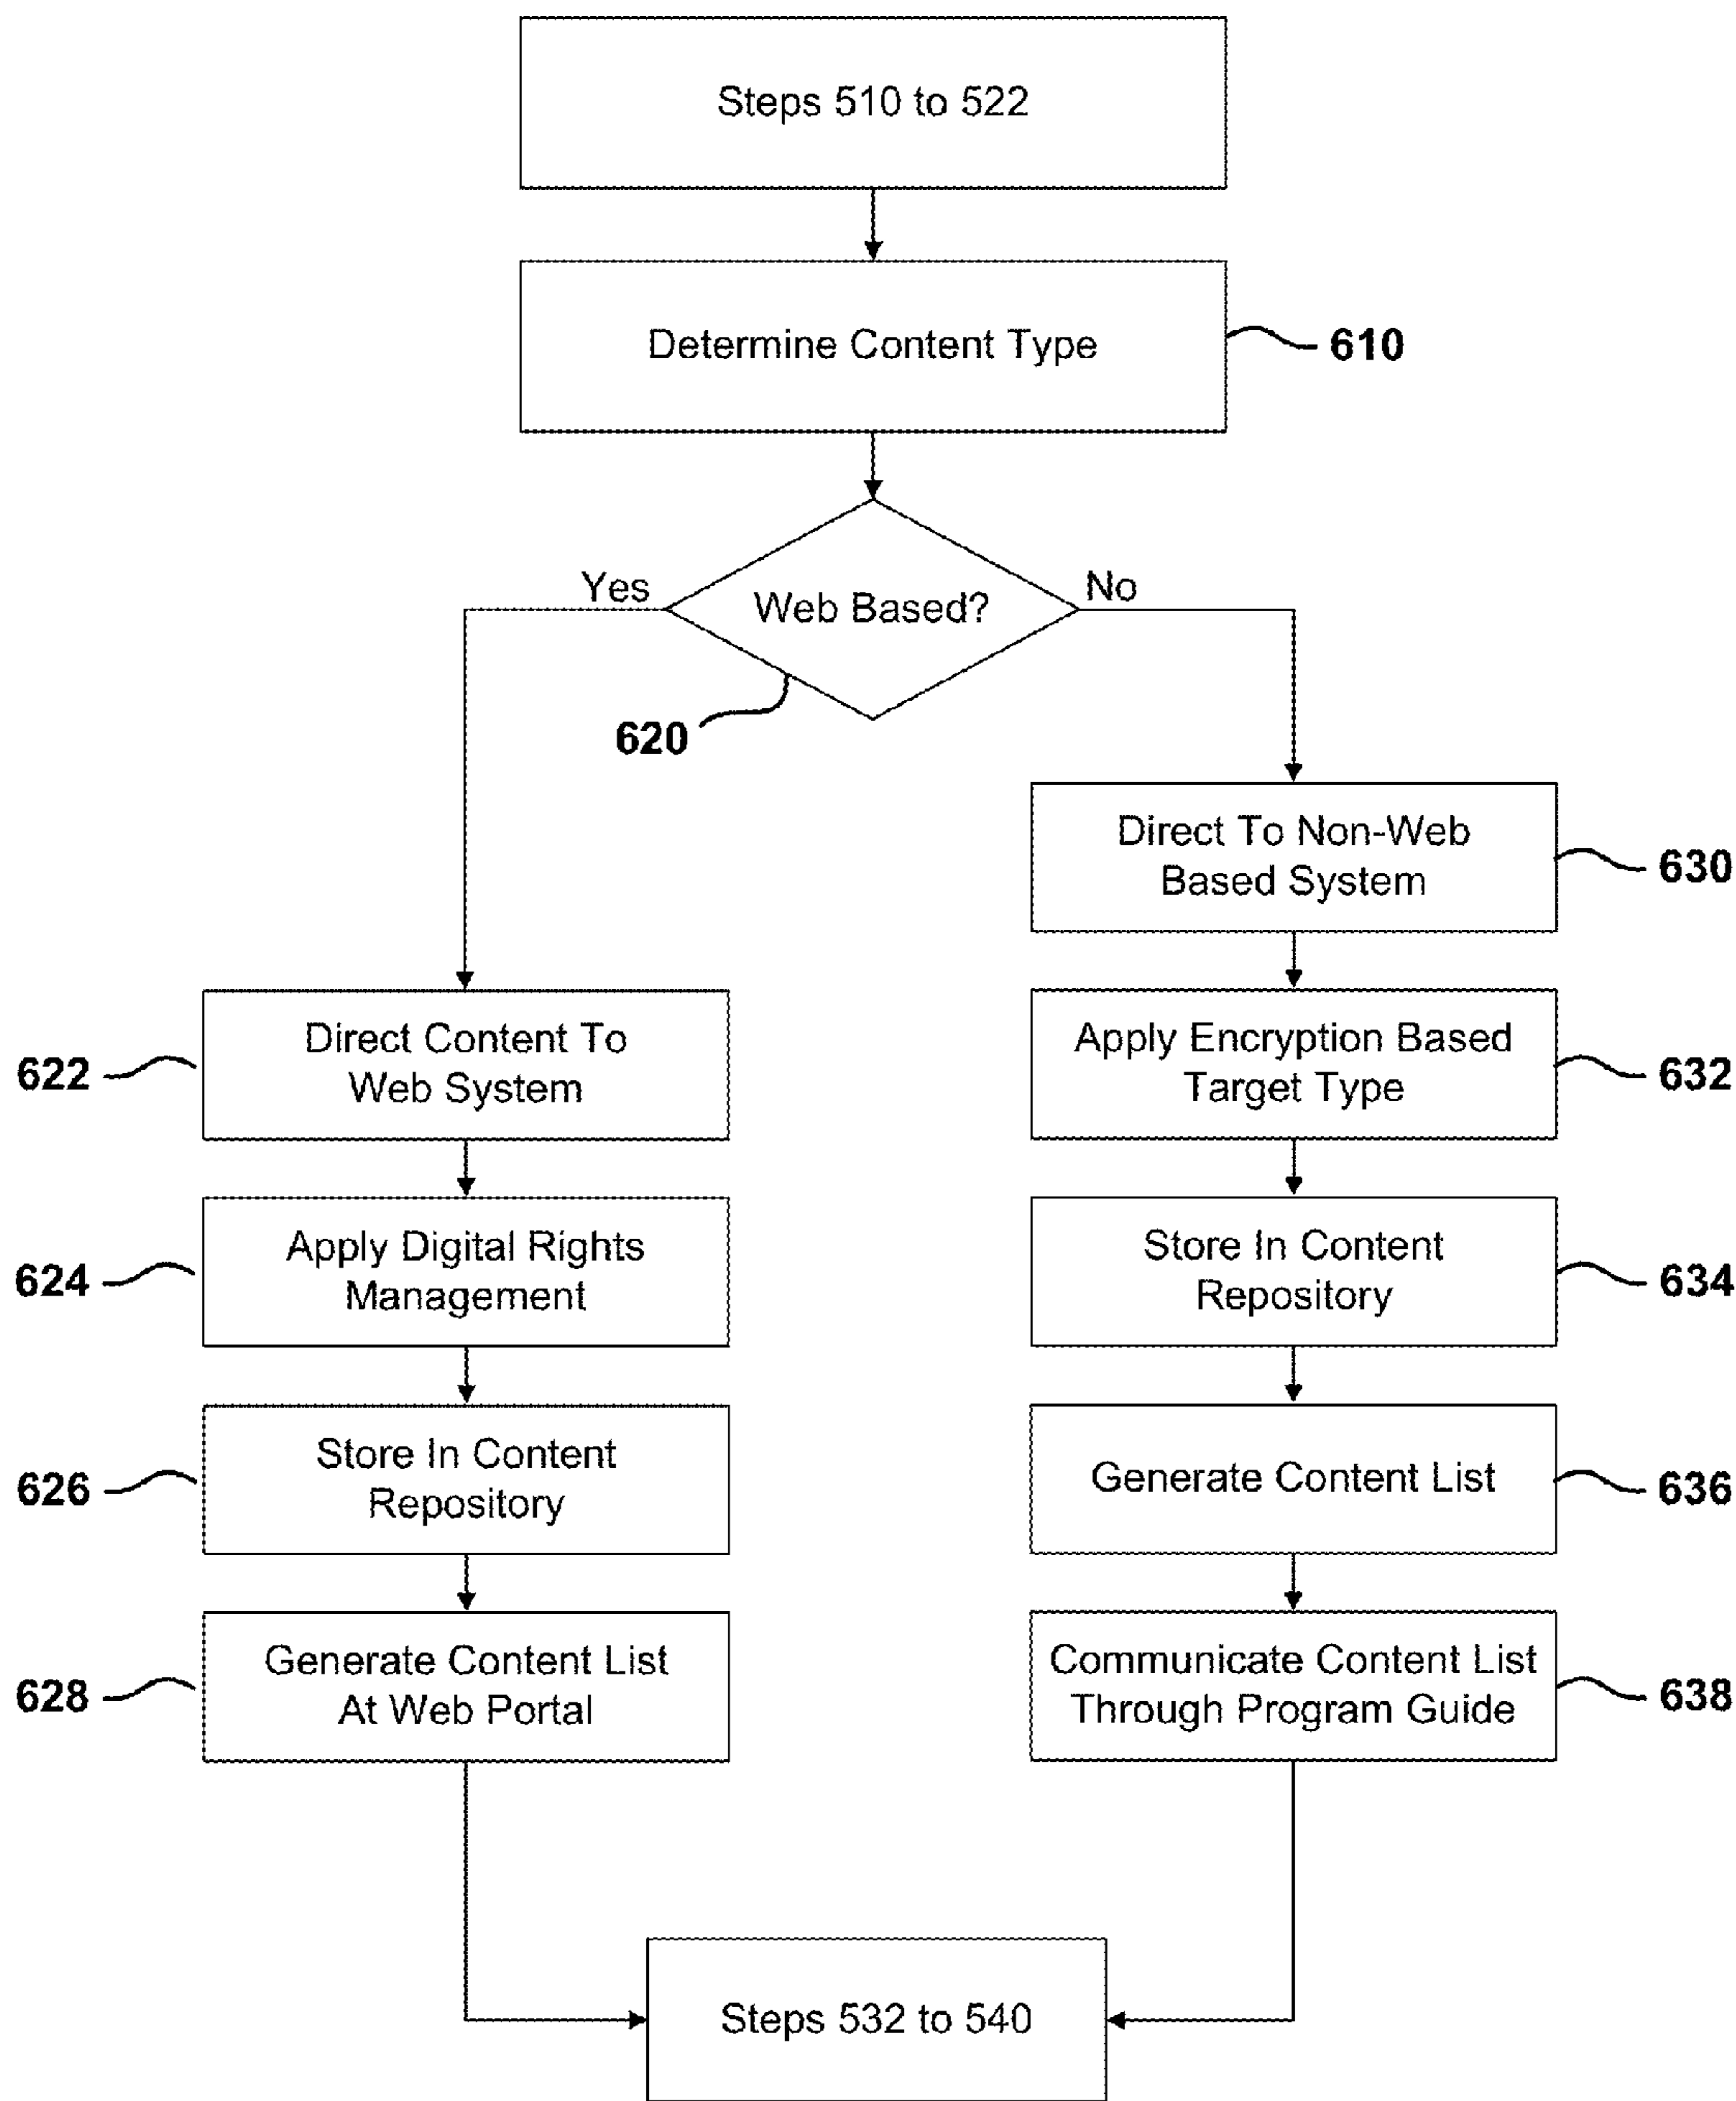 Steps 510 to 522
Determine Content Type
610
Yes
Web Based?
No
620
Direct To Non-Web
Based System
630
Direct Content To
Web System
622
Apply Encryption Based
Target Type
632
Apply Digital Rights
Management
624
Store In Content
Repository
634
Store In Content
Repository
626
Generate Content List
636
Generate Content List
At Web Portal
628
Communicate Content List
Through Program Guide
638
Steps 532 to 540